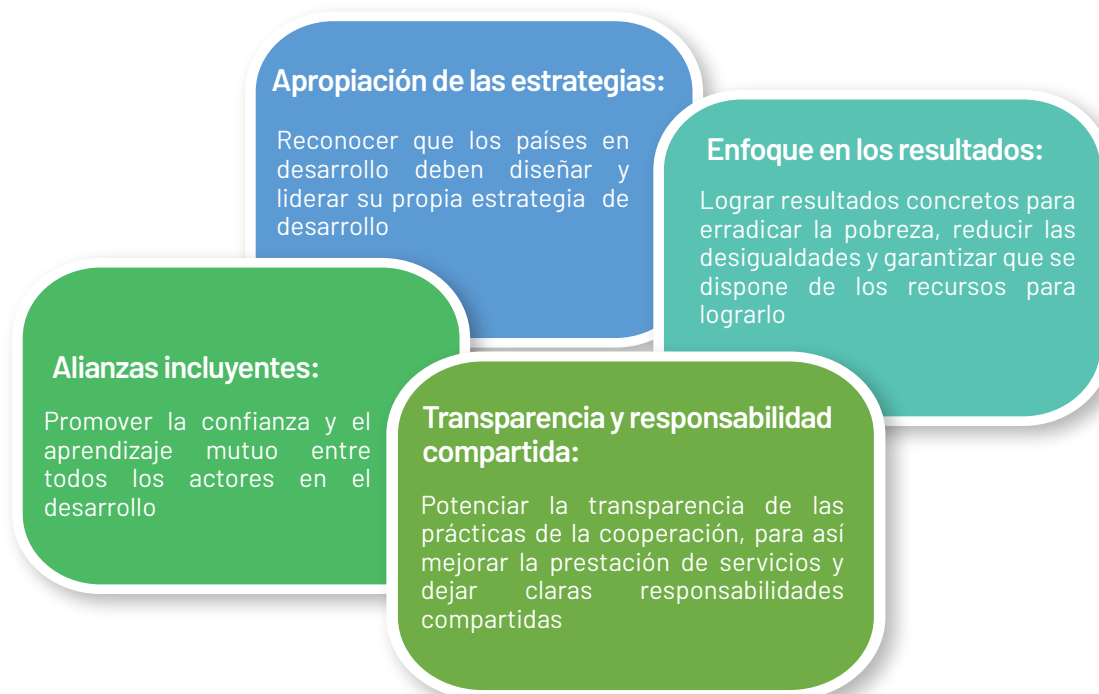 Apropiación de las estrategias:
Reconocer que los países en
desarrollo deben diseñar y
liderar su propia estrategia de
desarrollo
Enfoque en los resultados:
Lograr resultados concretos para
erradicar la pobreza, reducir las
desigualdades y garantizar que se
dispone de los recursos para
lograrlo
Alianzas incluyentes:
Promover la confianza y el
aprendizaje mutuo entre
todos los actores en el
desarrollo
Transparencia y responsabilidad
compartida:
Potenciar la transparencia de las
prácticas de la cooperación, para así
mejorar la prestación de servicios y
dejar claras responsabilidades
compartidas